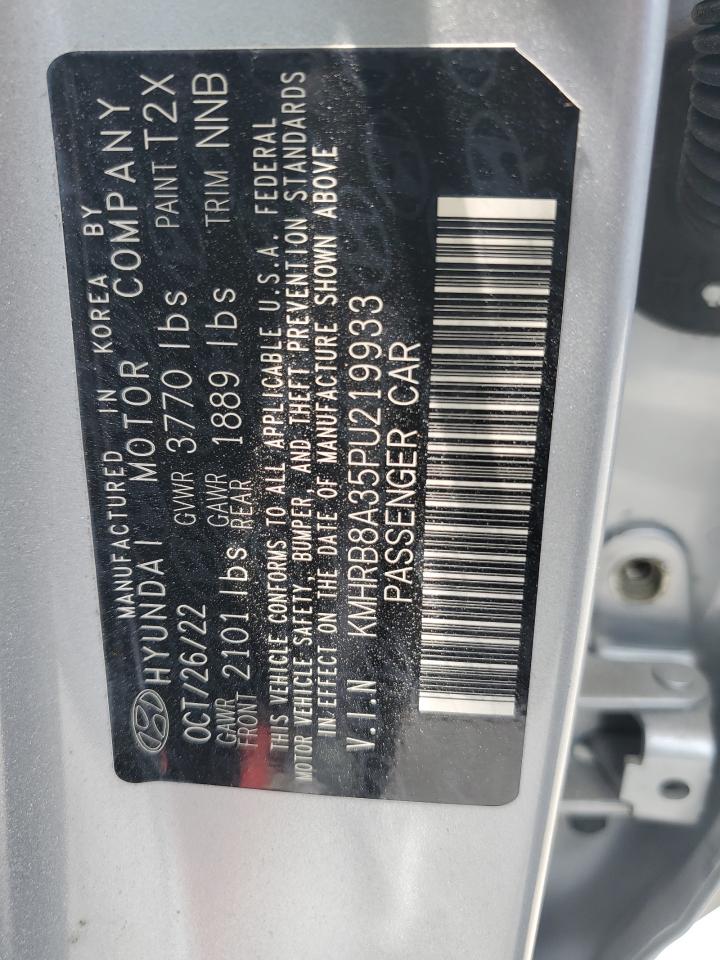 MANUFACTURED IN KOREA BY
HYUNDAI MOTOR COMPANY
OCT/26/22 GVWR 3770 lbs PAINT T2X
GAWR FRONT 2101 lbs GAWR REAR 1889 lbs TRIM NNB
THIS VEHICLE CONFORMS TO ALL APPLICABLE U.S.A. FEDERAL
MOTOR VEHICLE SAFETY, BUMPER, AND THEFT PREVENTION STANDARDS
IN EFFECT ON THE DATE OF MANUFACTURE SHOWN ABOVE
V.I.N KMHRB8A35PU219933
PASSENGER CAR